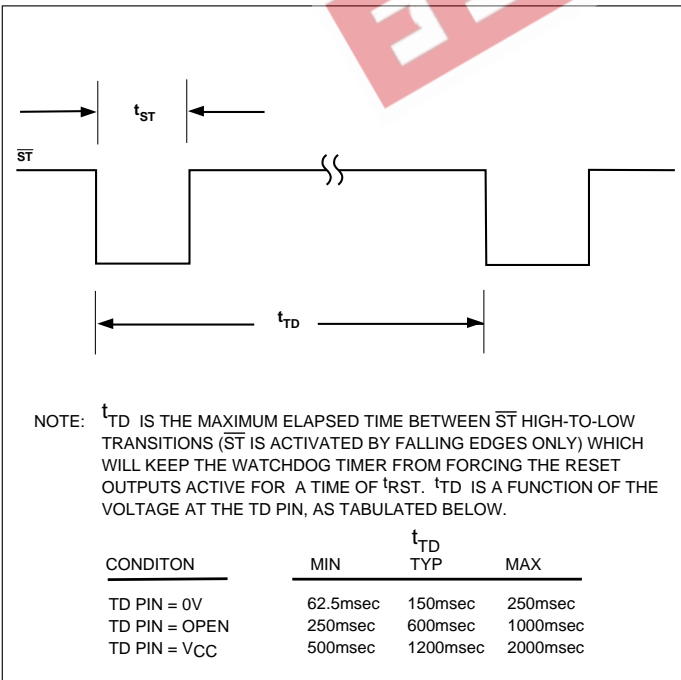 tST
S̅T̅
tTD
NOTE: tTD IS THE MAXIMUM ELAPSED TIME BETWEEN S̅T̅ HIGH-TO-LOW
TRANSITIONS (S̅T̅ IS ACTIVATED BY FALLING EDGES ONLY) WHICH
WILL KEEP THE WATCHDOG TIMER FROM FORCING THE RESET
OUTPUTS ACTIVE FOR A TIME OF tRST. tTD IS A FUNCTION OF THE
VOLTAGE AT THE TD PIN, AS TABULATED BELOW.
tTD
CONDITON MIN TYP MAX
TD PIN = 0V 62.5msec 150msec 250msec
TD PIN = OPEN 250msec 600msec 1000msec
TD PIN = VCC 500msec 1200msec 2000msec